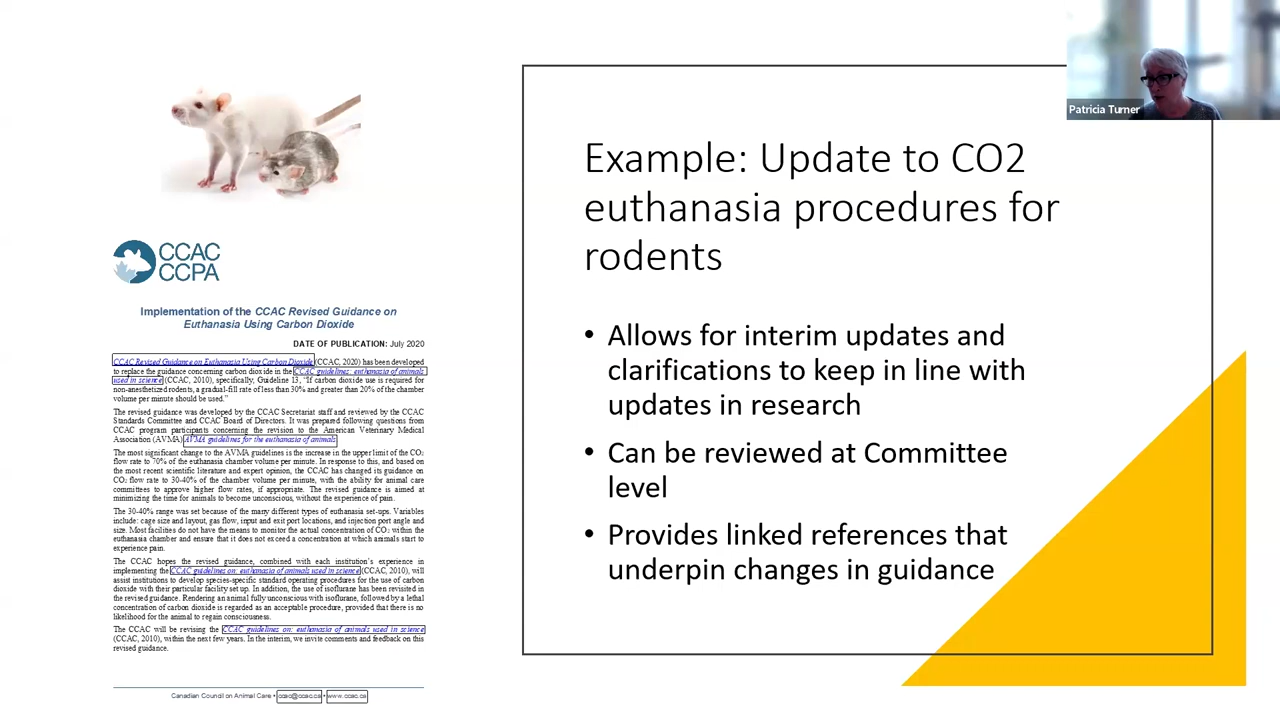 Patricia Turner
Example: Update to CO2
euthanasia procedures for
rodents
• Allows for interim updates and
clarifications to keep in line with
updates in research
• Can be reviewed at Committee
level
• Provides linked references that
underpin changes in guidance
CCAC
CCPA
Implementation of the CCAC Revised Guidance on
Euthanasia Using Carbon Dioxide
DATE OF PUBLICATION: July 2020
CCAC Revised Guidance on Euthanasia Using Carbon Dioxide (CCAC, 2020) has been developed
to replace the guidance concerning carbon dioxide in the CCAC guidelines: euthanasia of animals
used in science (CCAC, 2010), specifically, Guideline 13, “If carbon dioxide use is required for
non-anesthetized rodents, a gradual-fill rate of less than 30% and greater than 20% of the chamber
volume per minute should be used.”
The revised guidance was developed by the CCAC Secretariat staff and reviewed by the CCAC
Standards Committee and CCAC Board of Directors. It was prepared following questions from
CCAC program participants concerning the revision to the American Veterinary Medical
Association (AVMA) AVMA guidelines for the euthanasia of animals.
The most significant change to the AVMA guidelines is the increase in the upper limit of the CO₂
flow rate to 70% of the euthanasia chamber volume per minute. In response to this, and based on
the most recent scientific literature and expert opinion, the CCAC has changed its guidance on
CO₂ flow rate to 30-40% of the chamber volume per minute, with the ability for animal care
committees to approve higher flow rates, if appropriate. The revised guidance is aimed at
minimizing the time for animals to become unconscious, without the experience of pain.
The 30-40% range was set because of the many different types of euthanasia set-ups. Variables
include: cage size and layout, gas flow, input and exit port locations, and injection port angle and
size. Most facilities do not have the means to monitor the actual concentration of CO₂ within the
euthanasia chamber and ensure that it does not exceed a concentration at which animals start to
experience pain.
The CCAC hopes the revised guidance, combined with each institution’s experience in
implementing the CCAC guidelines on: euthanasia of animals used in science (CCAC, 2010), will
assist institutions to develop species-specific standard operating procedures for the use of carbon
dioxide with their particular facility set up. In addition, the use of isoflurane has been revisited in
the revised guidance. Rendering an animal fully unconscious with isoflurane, followed by a lethal
concentration of carbon dioxide is regarded as an acceptable procedure, provided that there is no
likelihood for the animal to regain consciousness.
The CCAC will be revising the CCAC guidelines on: euthanasia of animals used in science
(CCAC, 2010), within the next few years. In the interim, we invite comments and feedback on this
revised guidance.
Canadian Council on Animal Care • ccac@ccac.ca • www.ccac.ca